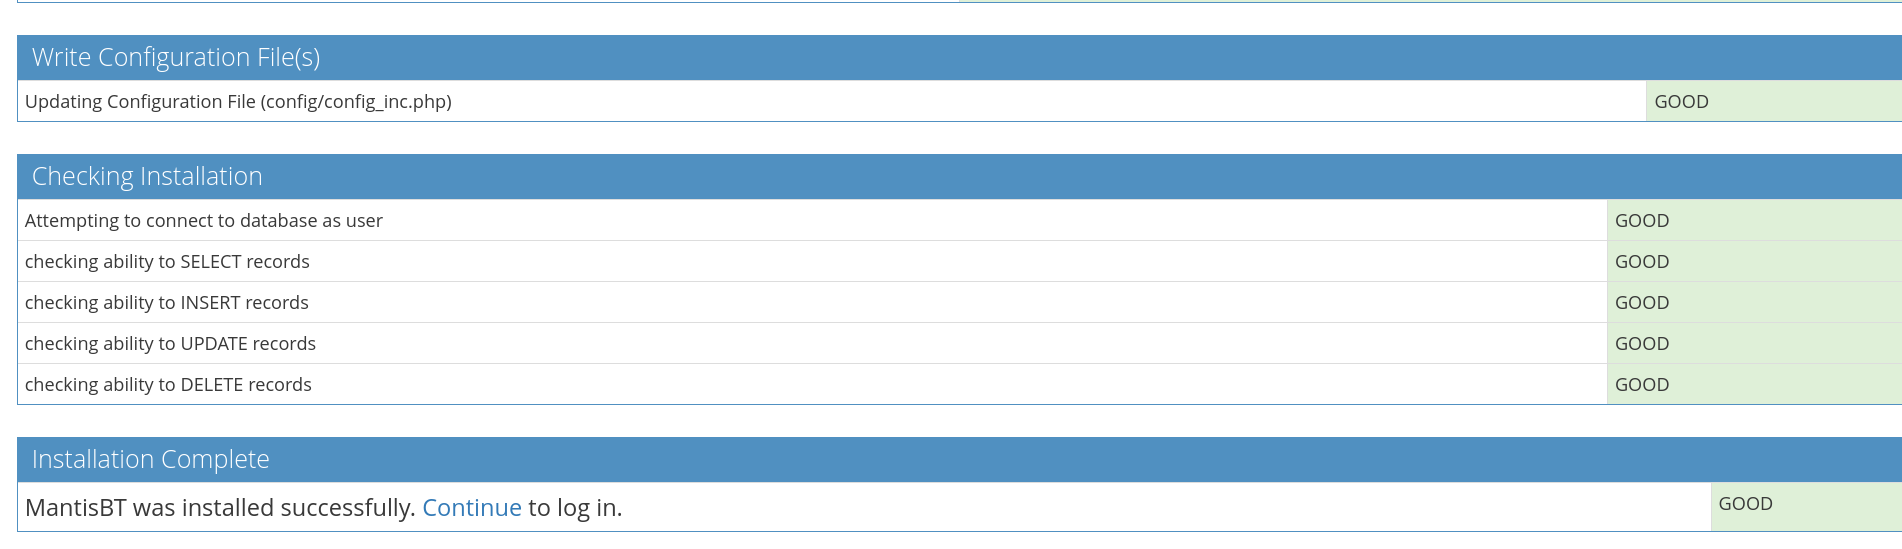 Write Configuration File(s)
Updating Configuration File (config/config_inc.php) GOOD
Checking Installation
Attempting to connect to database as user GOOD
checking ability to SELECT records GOOD
checking ability to INSERT records GOOD
checking ability to UPDATE records GOOD
checking ability to DELETE records GOOD
Installation Complete
MantisBT was installed successfully. Continue to log in. GOOD